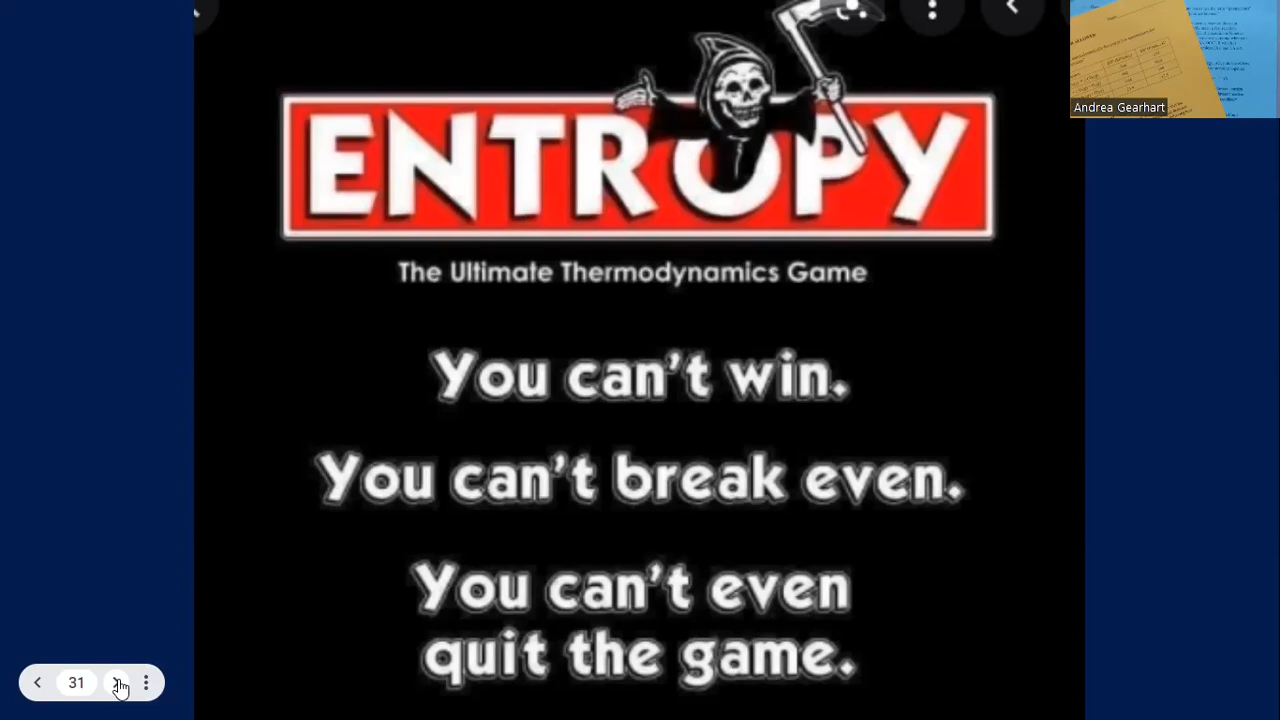 ENTROPY
The Ultimate Thermodynamics Game
You can't win.
You can't break even.
You can't even
quit the game.
Andrea Gearhart
31